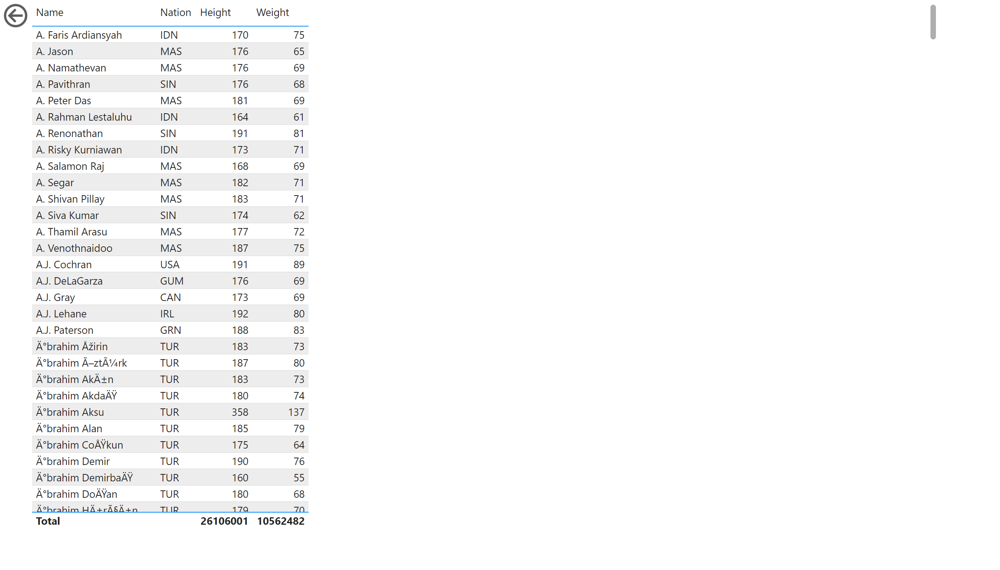 Name Nation Height Weight
A. Faris Ardiansyah IDN 170 75
A. Jason MAS 176 65
A. Namathevan MAS 176 69
A. Pavithran SIN 176 68
A. Peter Das MAS 181 69
A. Rahman Lestaluhu IDN 164 61
A. Renonathan SIN 191 81
A. Risky Kurniawan IDN 173 71
A. Salamon Raj MAS 168 69
A. Segar MAS 182 71
A. Shivan Pillay MAS 183 71
A. Siva Kumar SIN 174 62
A. Thamil Arasu MAS 177 72
A. Venothnaidoo MAS 187 75
A.J. Cochran USA 191 89
A.J. DeLaGarza GUM 176 69
A.J. Gray CAN 173 69
A.J. Lehane IRL 192 80
A.J. Paterson GRN 188 83
Ä°brahim Åžirin TUR 183 73
Ä°brahim Ã–ztÃ¼rk TUR 187 80
Ä°brahim AkÄ±n TUR 183 73
Ä°brahim AkdaÄŸ TUR 180 74
Ä°brahim Aksu TUR 358 137
Ä°brahim Alan TUR 185 79
Ä°brahim CoÅŸkun TUR 175 64
Ä°brahim Demir TUR 190 76
Ä°brahim DemirbaÄŸ TUR 160 55
Ä°brahim DoÄŸan TUR 180 68
Ä°brahim HÄ±rÃ§Ä±n TUR 179 70
Total 26106001 10562482